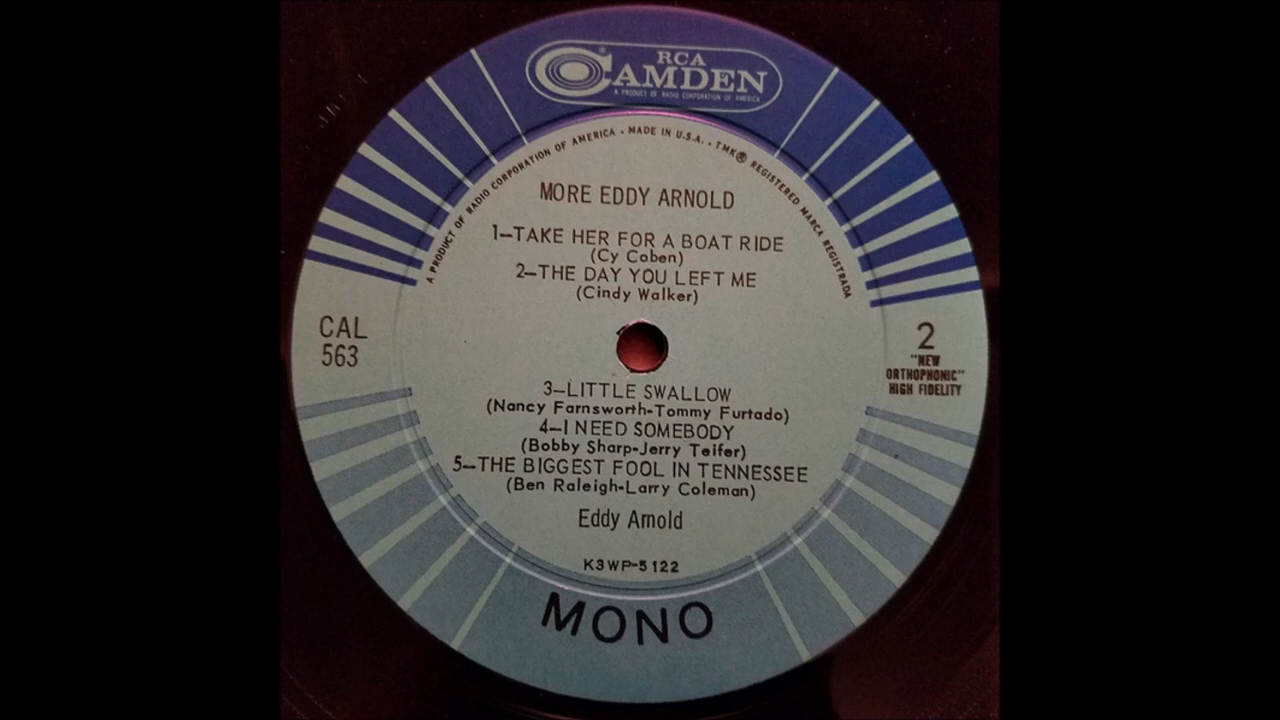 RCA
CAMDEN®
A PRODUCT OF RADIO CORPORATION OF AMERICA
A PRODUCT OF RADIO CORPORATION OF AMERICA • MADE IN U.S.A. • TMK® REGISTERED MARCA REGISTRADA
MORE EDDY ARNOLD
1—TAKE HER FOR A BOAT RIDE
(Cy Coben)
2—THE DAY YOU LEFT ME
(Cindy Walker)
CAL
563
2
"NEW
ORTHOPHONIC"
HIGH FIDELITY
3—LITTLE SWALLOW
(Nancy Farnsworth-Tommy Furtado)
4—I NEED SOMEBODY
(Bobby Sharp-Jerry Teifer)
5—THE BIGGEST FOOL IN TENNESSEE
(Ben Raleigh-Larry Coleman)
Eddy Arnold
K3WP-5122
MONO